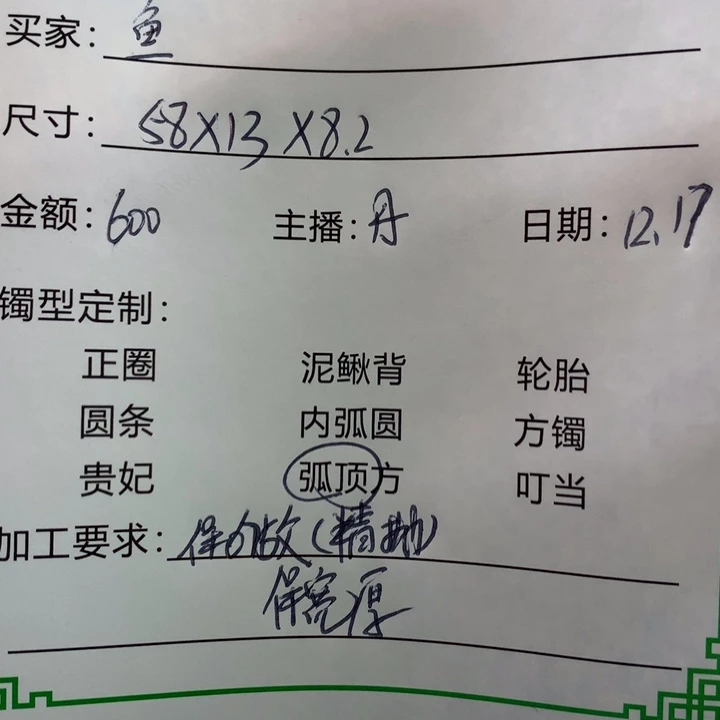 买家: 鱼
尺寸: 58X13X8.2
金额: 600 主播: 丹 日期: 12.17
镯型定制:
正圈 泥鳅背 轮胎
圆条 内弧圆 方镯
贵妃 弧顶方 叮当
加工要求: 保 做(精抛)
保宽厚